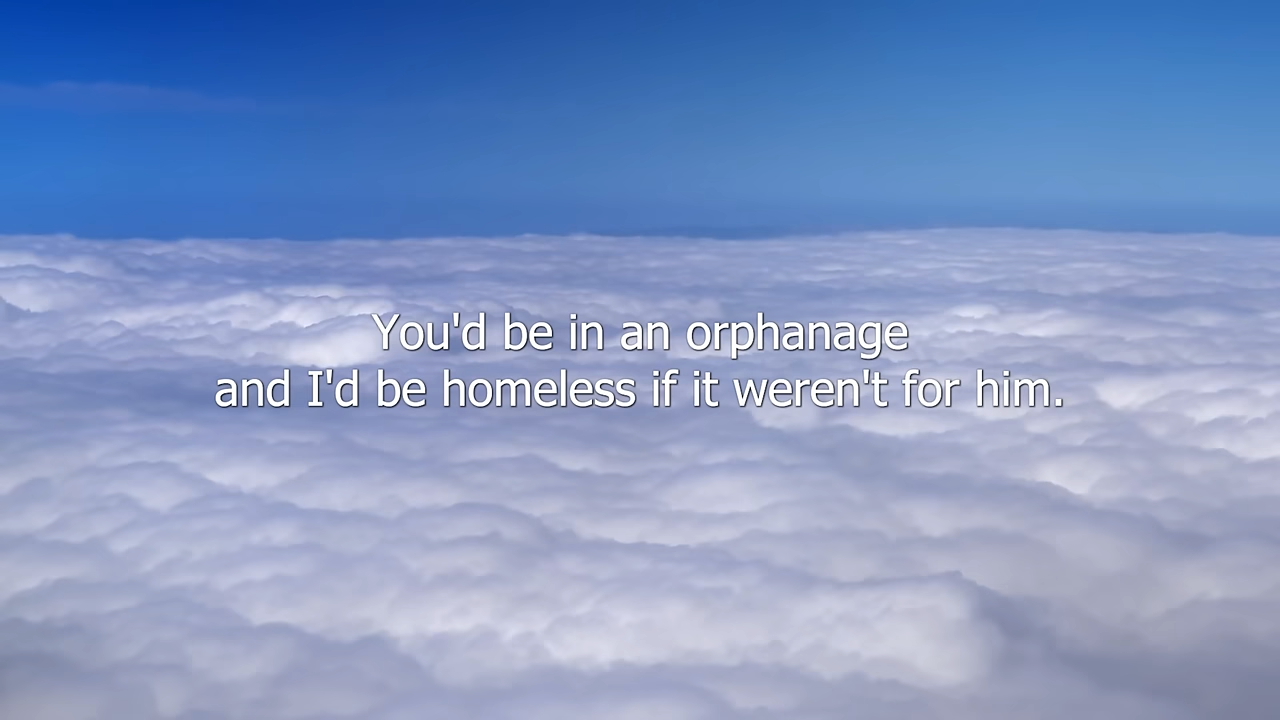 You'd be in an orphanage
and I'd be homeless if it weren't for him.